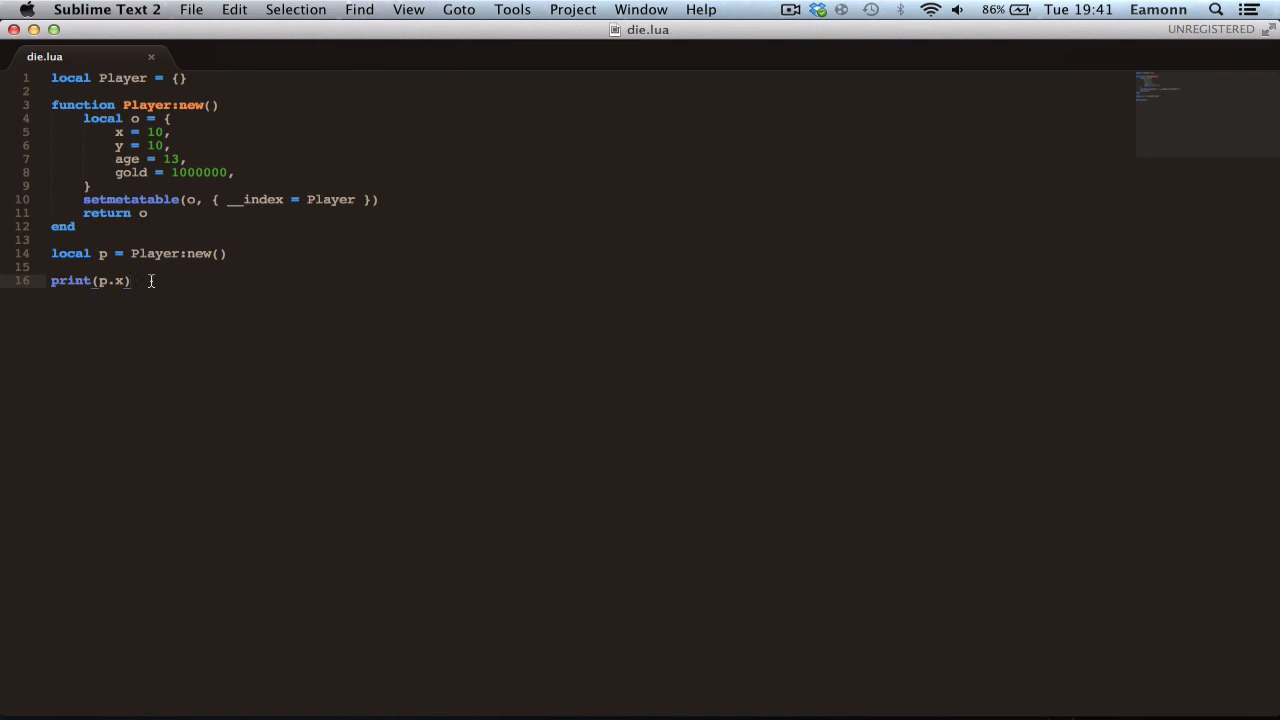 Sublime Text 2 File Edit Selection Find View Goto Tools Project Window Help 86% Tue 19:41 Eamonn
die.lua UNREGISTERED
die.lua ×
1 local Player = {}
2
3 function Player:new()
4 local o = {
5 x = 10,
6 y = 10,
7 age = 13,
8 gold = 1000000,
9 }
10 setmetatable(o, { __index = Player })
11 return o
12 end
13
14 local p = Player:new()
15
16 print(p.x)